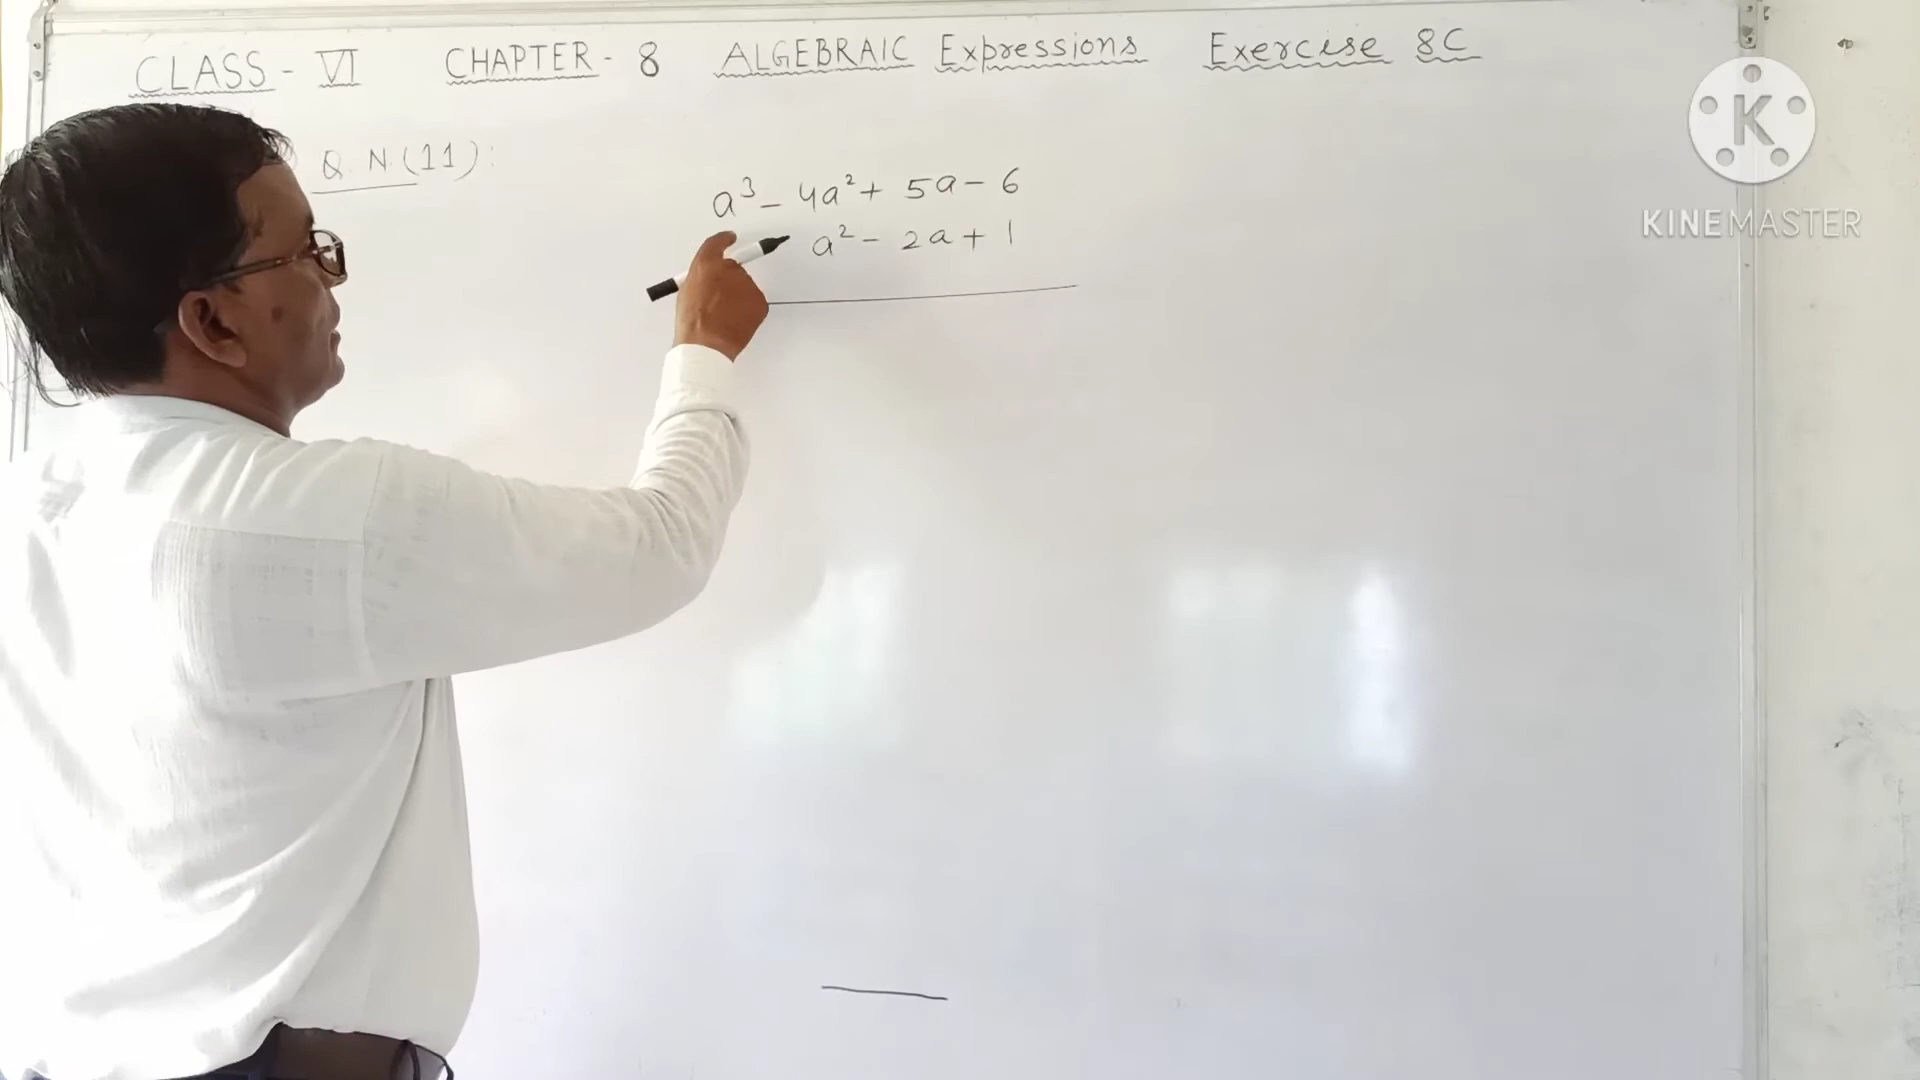 CLASS - VI CHAPTER - 8 ALGEBRAIC Expressions Exercise 8C
Q. N. (11):
a³ - 4a² + 5a - 6
a² - 2a + 1
K
KINEMASTER